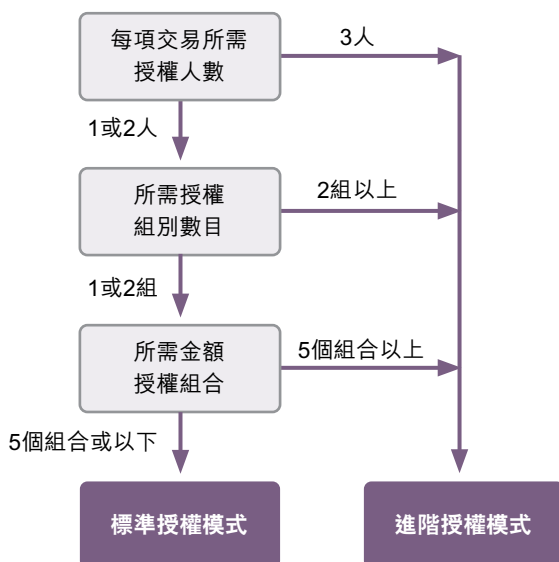 每項交易所需
授權人數
3人
1或2人
所需授權
組別數目
2組以上
1或2組
所需金額
授權組合
5個組合以上
5個組合或以下
標準授權模式
進階授權模式